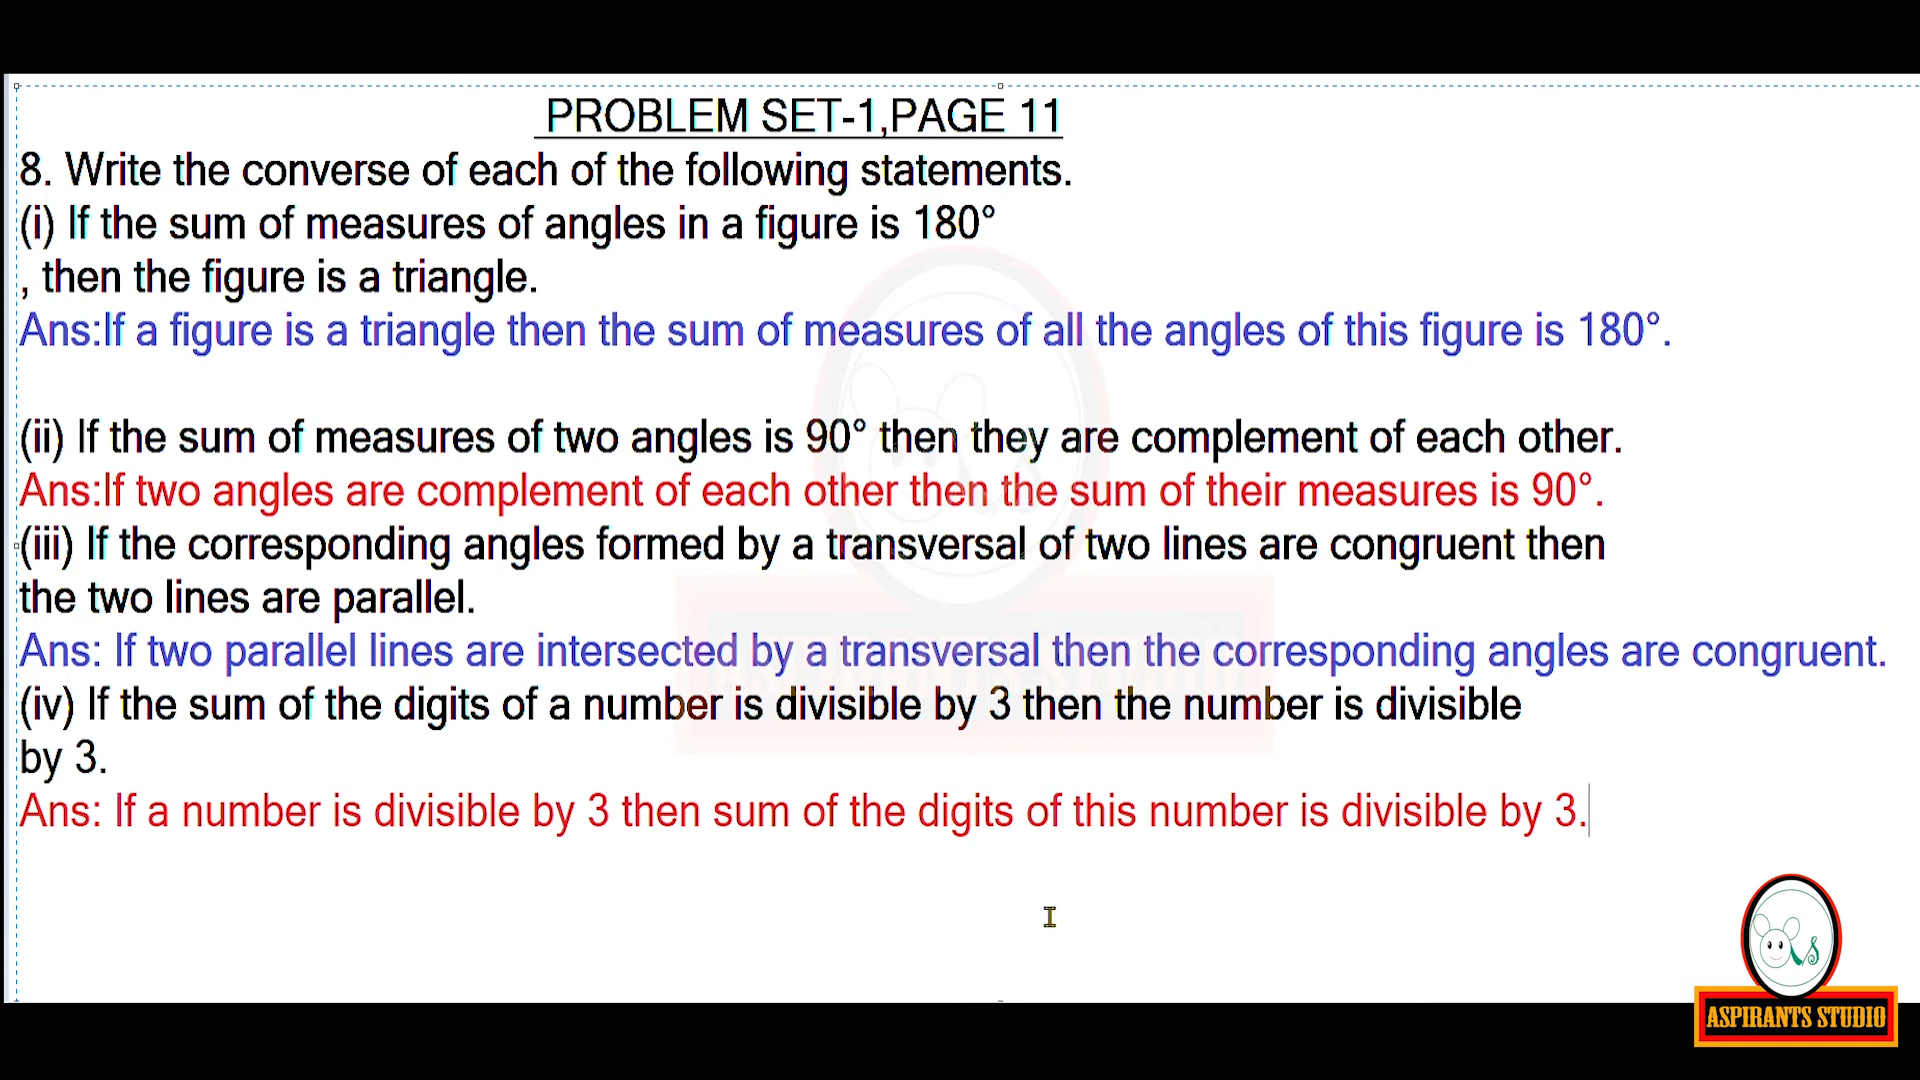 PROBLEM SET-1,PAGE 11
8. Write the converse of each of the following statements.
(i) If the sum of measures of angles in a figure is 180°
, then the figure is a triangle.
Ans:If a figure is a triangle then the sum of measures of all the angles of this figure is 180°.
(ii) If the sum of measures of two angles is 90° then they are complement of each other.
Ans:If two angles are complement of each other then the sum of their measures is 90°.
(iii) If the corresponding angles formed by a transversal of two lines are congruent then
the two lines are parallel.
Ans: If two parallel lines are intersected by a transversal then the corresponding angles are congruent.
(iv) If the sum of the digits of a number is divisible by 3 then the number is divisible
by 3.
Ans: If a number is divisible by 3 then sum of the digits of this number is divisible by 3.
ASPIRANTS STUDIO